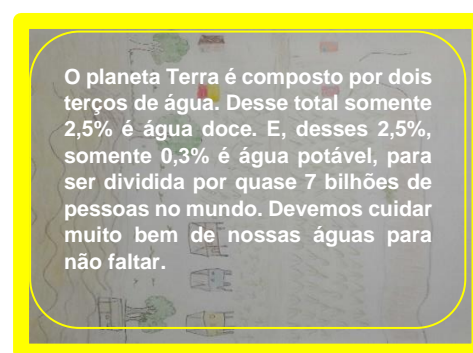 O planeta Terra é composto por dois
terços de água. Desse total somente
2,5% é água doce. E, desses 2,5%,
somente 0,3% é água potável, para
ser dividida por quase 7 bilhões de
pessoas no mundo. Devemos cuidar
muito bem de nossas águas para
não faltar.